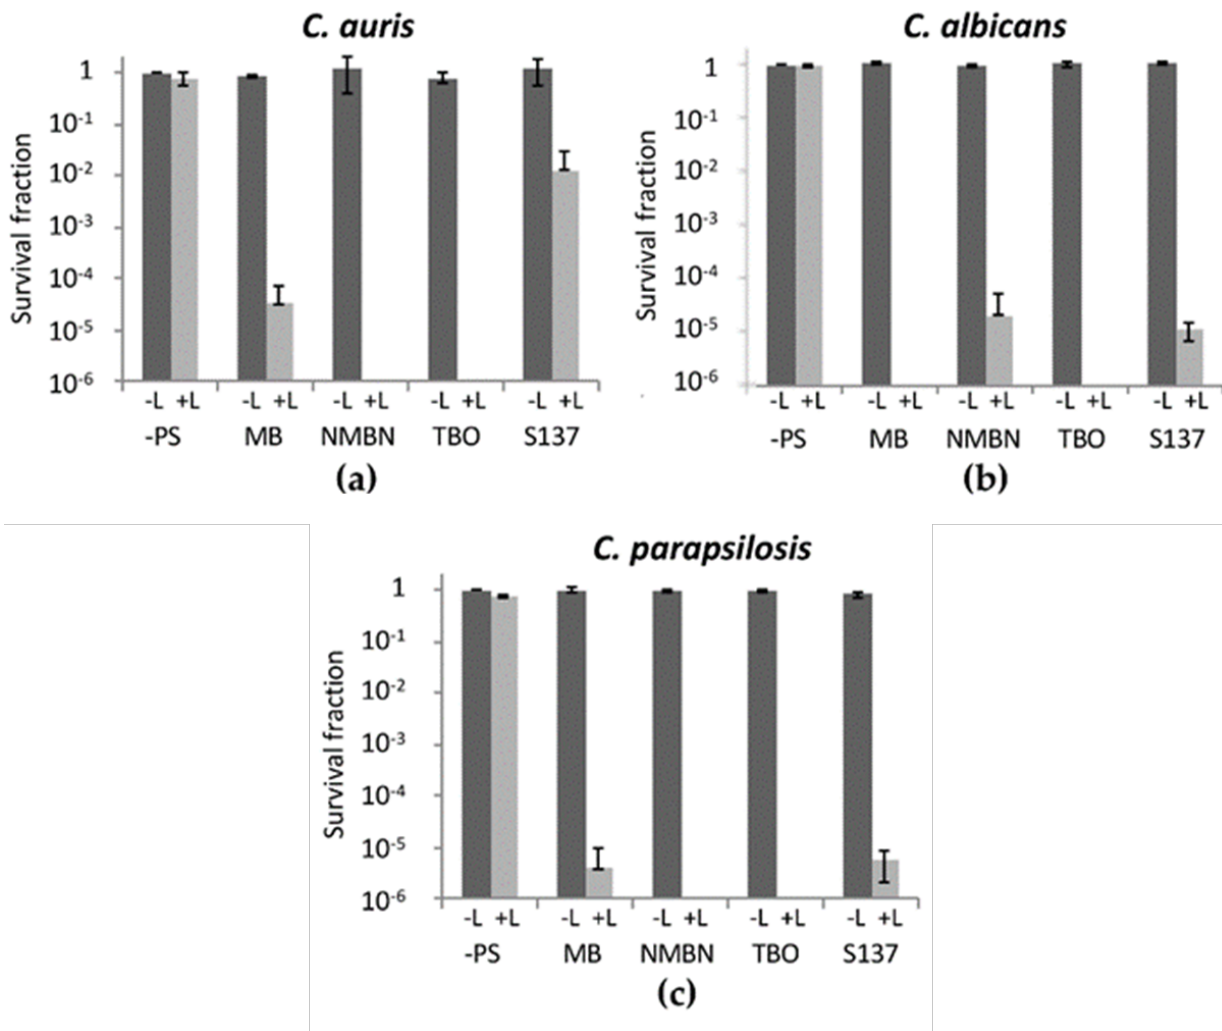 C. auris
Survival fraction
1
10-1
10-2
10-3
10-4
10-5
10-6
-L +L -L +L -L +L -L +L -L +L
-PS MB NMBN TBO S137
(a)
C. albicans
Survival fraction
1
10-1
10-2
10-3
10-4
10-5
10-6
-L +L -L +L -L +L -L +L -L +L
-PS MB NMBN TBO S137
(b)
C. parapsilosis
Survival fraction
1
10-1
10-2
10-3
10-4
10-5
10-6
-L +L -L +L -L +L -L +L -L +L
-PS MB NMBN TBO S137
(c)